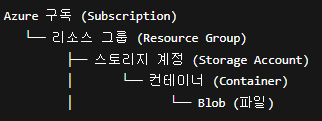 Azure 구독 (Subscription)
└─ 리소스 그룹 (Resource Group)
├─ 스토리지 계정 (Storage Account)
│ └─ 컨테이너 (Container)
│ └─ Blob (파일)